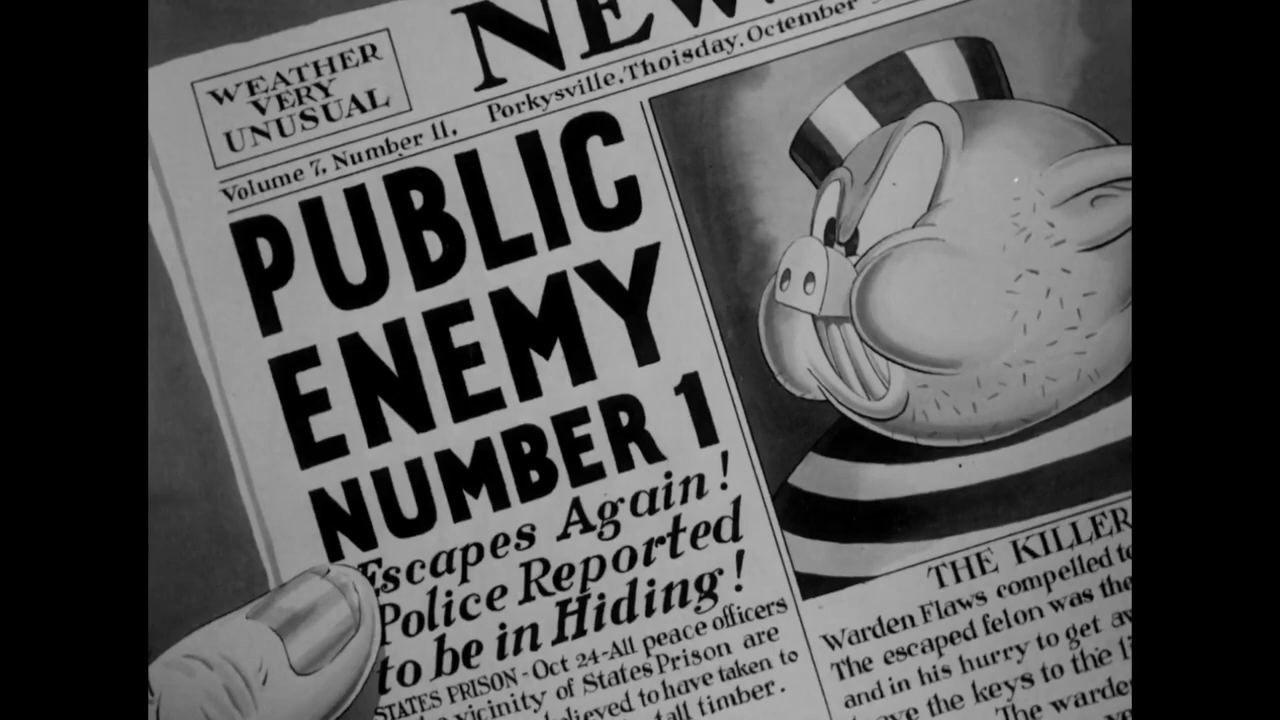 WEATHER
VERY
UNUSUAL
Volume 7, Number 11. Porkysville, Thoisday, Octember
PUBLIC
ENEMY
NUMBER 1
Escapes Again!
Police Reported
to be in Hiding!
STATES PRISON - Oct 24 - All peace officers
vicinity of States Prison are
to have taken to
tall timber.
THE KILLER
Warden Flaws compelled to
The escaped felon was the
and in his hurry to get
the keys to the
The